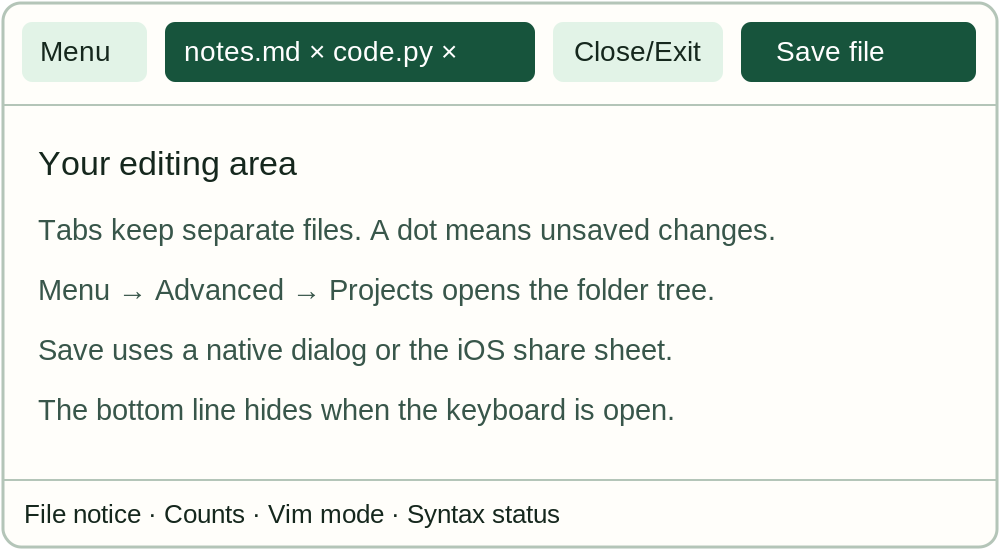 Menu
notes.md × code.py ×
Close/Exit
Save file
Your editing area
Tabs keep separate files. A dot means unsaved changes.
Menu → Advanced → Projects opens the folder tree.
Save uses a native dialog or the iOS share sheet.
The bottom line hides when the keyboard is open.
File notice · Counts · Vim mode · Syntax status